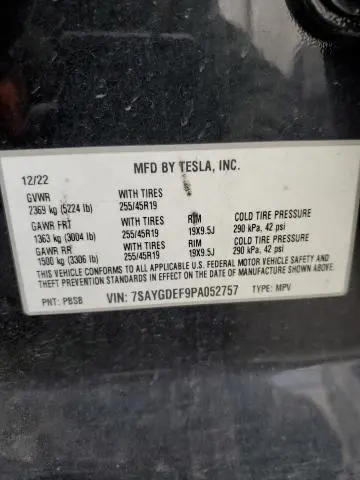 MFD BY TESLA, INC.
12/22
GVWR WITH TIRES
2369 kg (5224 lb) 255/45R19
GAWR FRT WITH TIRES RIM COLD TIRE PRESSURE
1363 kg (3004 lb) 255/45R19 19X9.5J 290 kPa, 42 psi
GAWR RR WITH TIRES RIM COLD TIRE PRESSURE
1500 kg (3306 lb) 255/45R19 19X9.5J 290 kPa, 42 psi
THIS VEHICLE CONFORMS TO ALL APPLICABLE U.S. FEDERAL MOTOR VEHICLE SAFETY AND
THEFT PREVENTION STANDARDS IN EFFECT ON THE DATE OF MANUFACTURE SHOWN ABOVE.
PNT: PBSB VIN: 7SAYGDEF9PA052757 TYPE: MPV